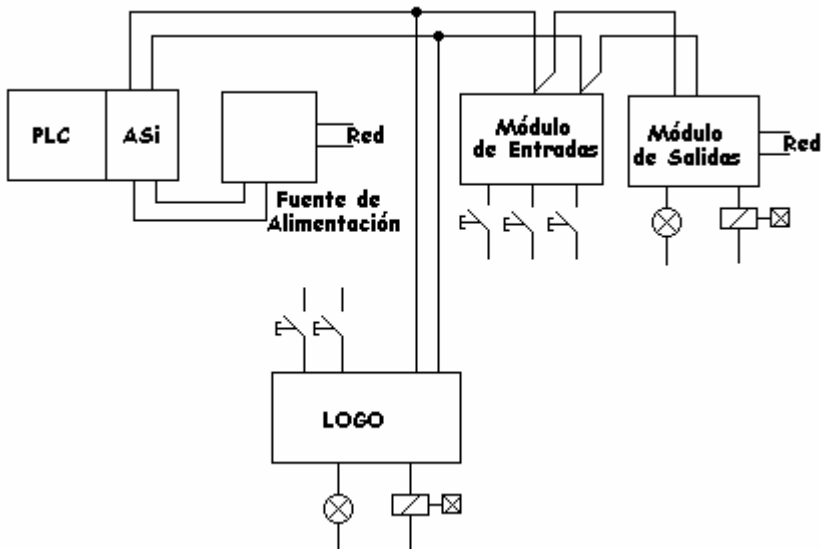 PLC
ASi
Red
Fuente de
Alimentación
Módulo
de Entradas
Módulo
de Salidas
Red
LOGO